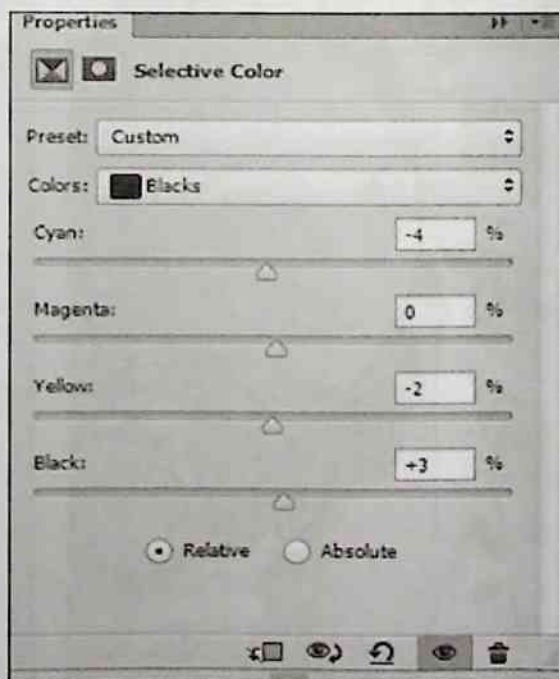 Properties
Selective Color
Preset: Custom
Colors: Blacks
Cyan: -4 %
Magenta: 0 %
Yellow: -2 %
Black: +3 %
Relative Absolute